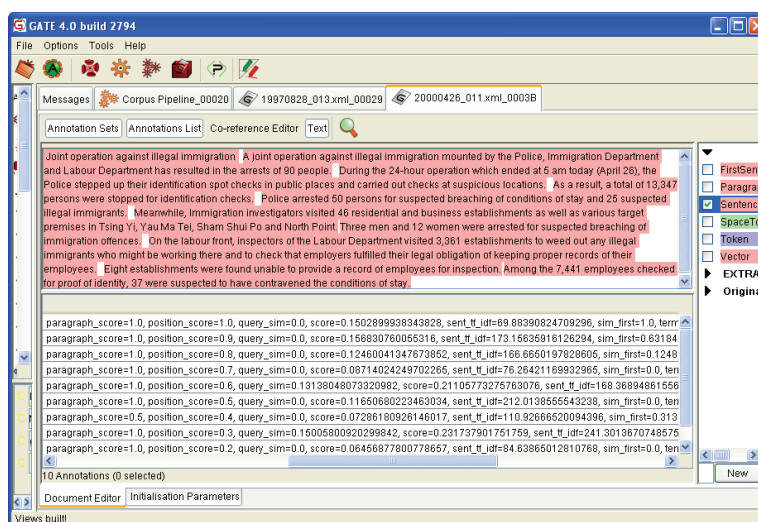 GATE 4.0 build 2794
File Options Tools Help
Messages Corpus Pipeline_00020 19970828_013.xml_00029 20000426_011.xml_0003B
Annotation Sets Annotations List Co-reference Editor Text
Joint operation against illegal immigration A joint operation against illegal immigration mounted by the Police, Immigration Department
and Labour Department has resulted in the arrests of 90 people. During the 24-hour operation which ended at 5 am today (April 26), the
Police stepped up their identification spot checks in public places and carried out checks at suspicious locations. As a result, a total of 13,347
persons were stopped for identification checks. Police arrested 50 persons for suspected breaching of conditions of stay and 25 suspected
illegal immigrants. Meanwhile, Immigration investigators visited 46 residential and business establishments as well as various target
premises in Tsing Yi, Yau Ma Tei, Sham Shui Po and North Point. Three men and 12 women were arrested for suspected breaching of
immigration offences. On the labour front, inspectors of the Labour Department visited 3,361 establishments to weed out any illegal
immigrants who might be working there and to check that employers fulfilled their legal obligation of keeping proper records of their
employees. Eight establishments were found unable to provide a record of employees for inspection. Among the 7,441 employees checked
for proof of identity, 37 were suspected to have contravened the conditions of stay.
FirstSen
Paragra
Sentenc
SpaceTo
Token
Vector
EXTRA
Origina
paragraph_score=1.0, position_score=1.0, query_sim=0.0, score=0.1502899938343828, sent_tf_idf=69.88390824709296, sim_first=1.0, term
paragraph_score=1.0, position_score=0.9, query_sim=0.0, score=0.156830760055316, sent_tf_idf=173.15635916126294, sim_first=0.63184
paragraph_score=1.0, position_score=0.8, query_sim=0.0, score=0.12460041347673852, sent_tf_idf=166.6650197828605, sim_first=0.1248
paragraph_score=1.0, position_score=0.7, query_sim=0.0, score=0.08714024249702265, sent_tf_idf=76.26421169932965, sim_first=0.0, ten
paragraph_score=1.0, position_score=0.6, query_sim=0.13138048073320982, score=0.21105773275763076, sent_tf_idf=168.36894861556
paragraph_score=1.0, position_score=0.5, query_sim=0.0, score=0.11650680223463034, sent_tf_idf=212.0138555543238, sim_first=0.0, ter
paragraph_score=0.5, position_score=0.4, query_sim=0.0, score=0.07286180926146017, sent_tf_idf=110.92666520094396, sim_first=0.313
paragraph_score=1.0, position_score=0.3, query_sim=0.15005800920299842, score=0.231737901751759, sent_tf_idf=241.3013670748575
paragraph_score=1.0, position_score=0.2, query_sim=0.0, score=0.06456877800778657, sent_tf_idf=84.63865012810768, sim_first=0.0, ten
10 Annotations (0 selected)
New
Document Editor Initialisation Parameters
Views built!